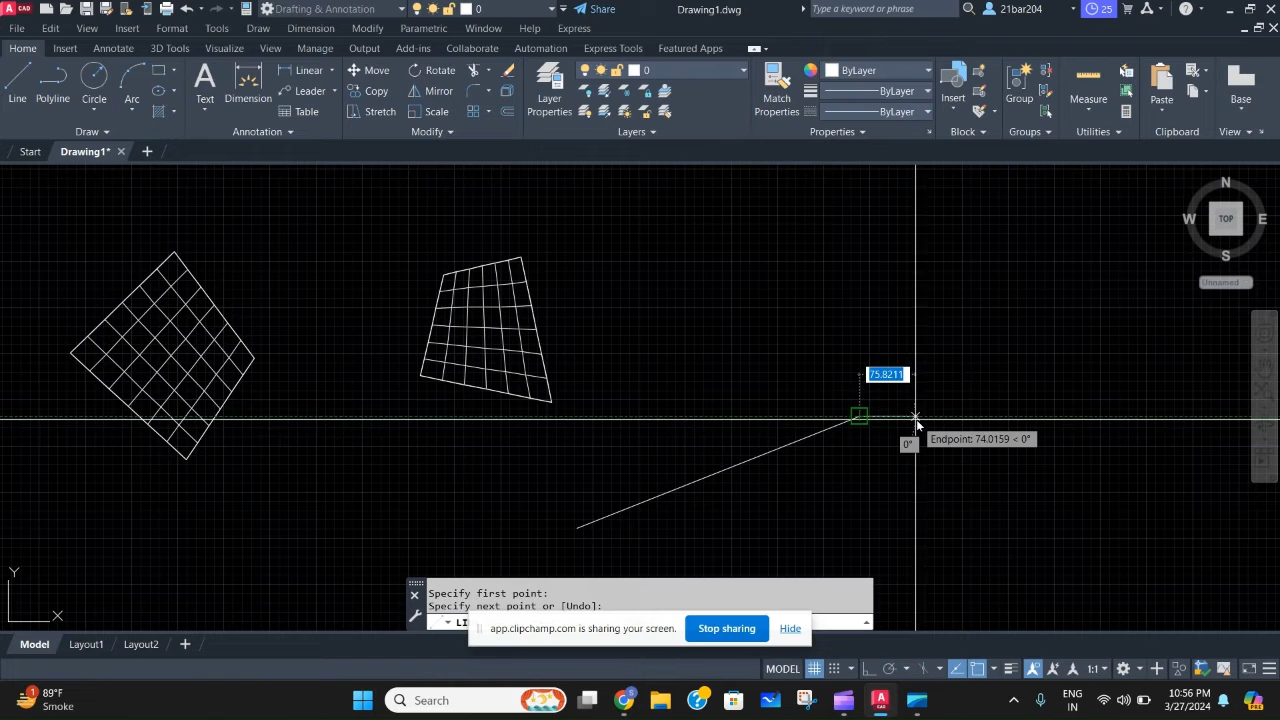 Drafting & Annotation
0
Share
Drawing1.dwg
Type a keyword or phrase
21bar204
25
File
Edit
View
Insert
Format
Tools
Draw
Dimension
Modify
Parametric
Window
Help
Express
Home
Insert
Annotate
3D Tools
Visualize
View
Manage
Output
Add-ins
Collaborate
Automation
Express Tools
Featured Apps
Line
Polyline
Circle
Arc
Draw
Text
Dimension
Linear
Leader
Table
Annotation
Move
Rotate
Copy
Mirror
Stretch
Scale
Modify
Layer
Properties
0
Layers
Match
Properties
ByLayer
ByLayer
ByLayer
Properties
Insert
Block
Group
Groups
Measure
Utilities
Paste
Clipboard
Base
View
Start
Drawing1*
N
W
TOP
E
S
Unnamed
75.8211
0°
Endpoint: 74.0159 < 0°
Y
X
Specify first point:
Specify next point or [Undo]:
LI
app.clipchamp.com is sharing your screen.
Stop sharing
Hide
Model
Layout1
Layout2
MODEL
1:1
89°F
Smoke
Search
ENG
IN
10:56 PM
3/27/2024